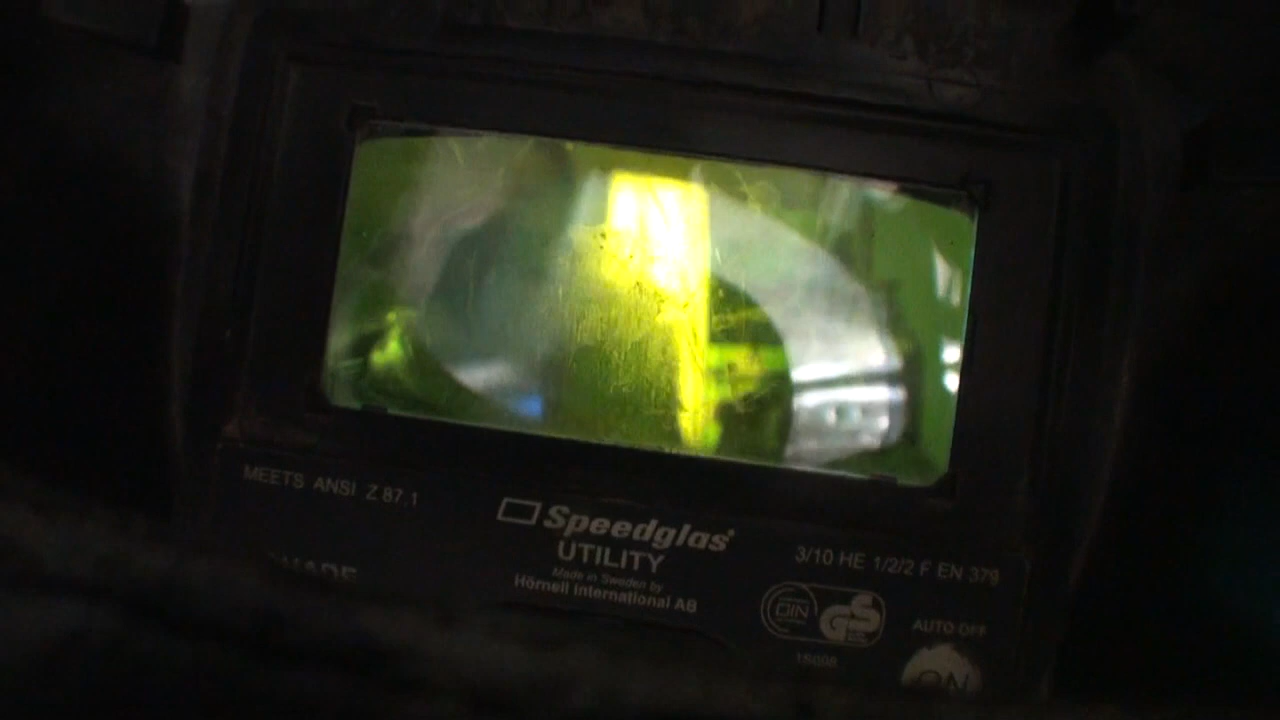 MEETS ANSI Z 87.1
Speedglas
UTILITY
Made in Sweden by
Hörnell International AB
3/10 HE 1/2/2 F EN 379
DIN
GS
AUTO OFF
ON